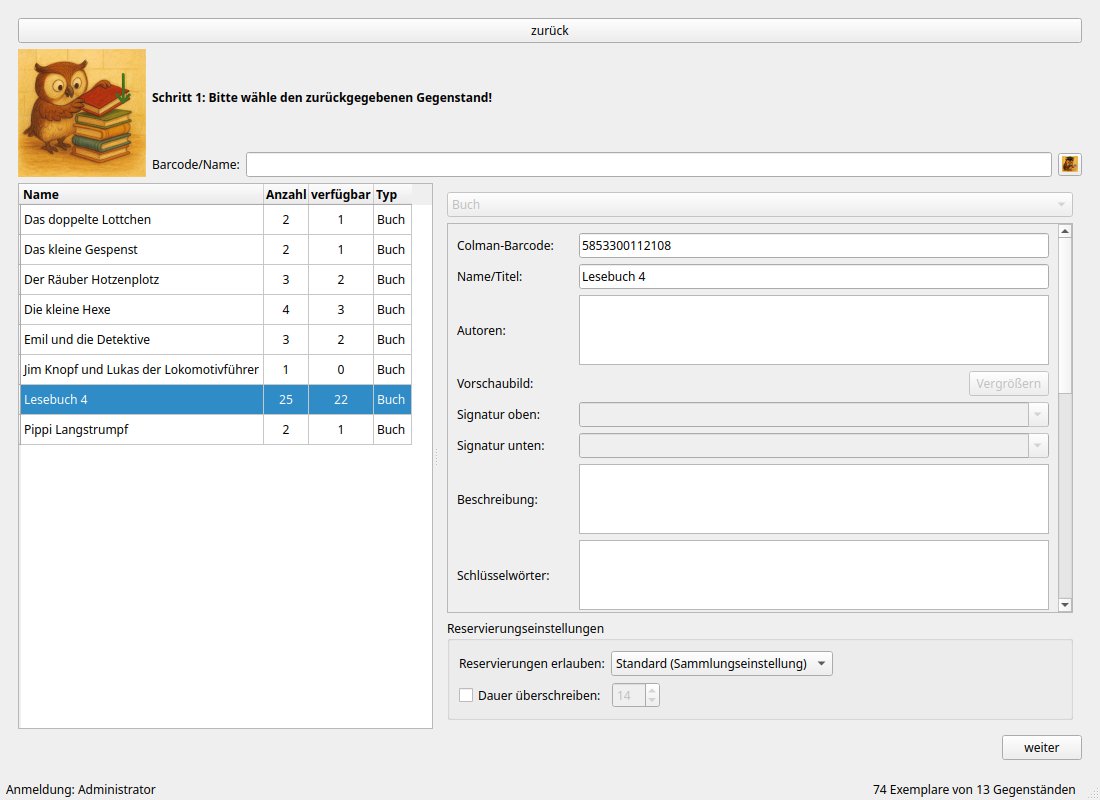 zurück
Schritt 1: Bitte wähle den zurückgegebenen Gegenstand!
Barcode/Name:
Name Anzahl verfügbar Typ
Das doppelte Lottchen 2 1 Buch
Das kleine Gespenst 2 1 Buch
Der Räuber Hotzenplotz 3 2 Buch
Die kleine Hexe 4 3 Buch
Emil und die Detektive 3 2 Buch
Jim Knopf und Lukas der Lokomotivführer 1 0 Buch
Lesebuch 4 25 22 Buch
Pippi Langstrumpf 2 1 Buch
Buch
Colman-Barcode: 5853300112108
Name/Titel: Lesebuch 4
Autoren:
Vorschaubild: Vergrößern
Signatur oben:
Signatur unten:
Beschreibung:
Schlüsselwörter:
Reservierungseinstellungen
Reservierungen erlauben: Standard (Sammlungseinstellung)
Dauer überschreiben: 14
weiter
Anmeldung: Administrator 74 Exemplare von 13 Gegenständen